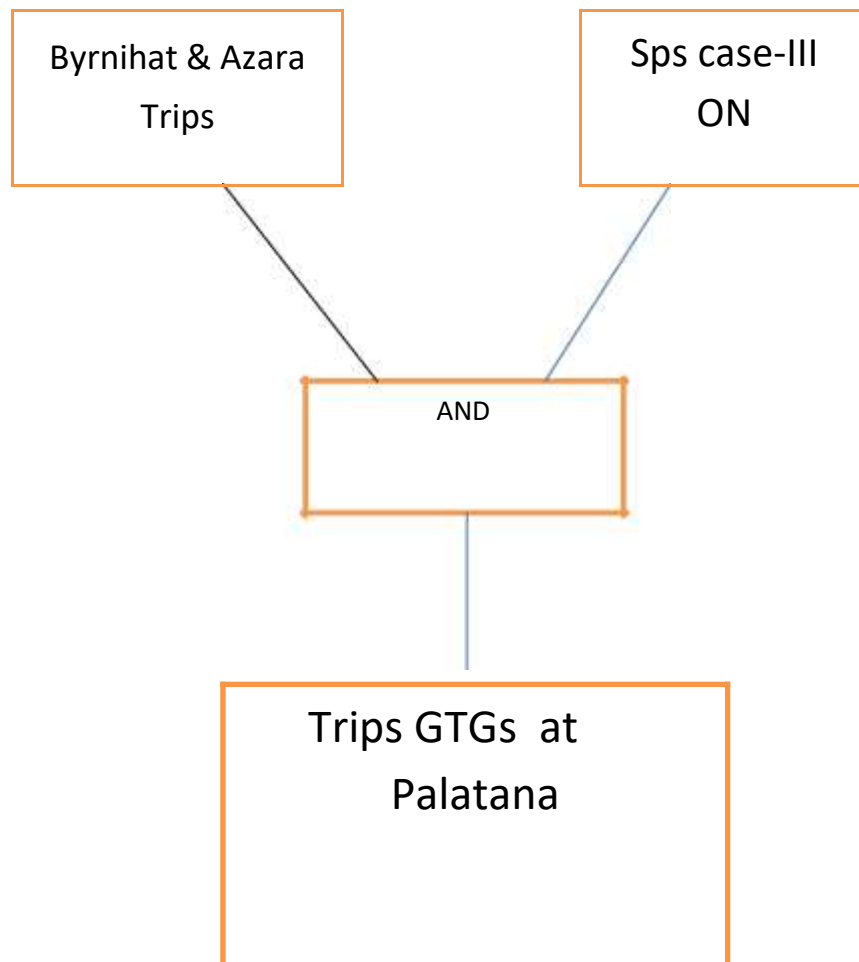 Byrnihat & Azara
Trips
Sps case-III
ON
AND
Trips GTGs at
Palatana